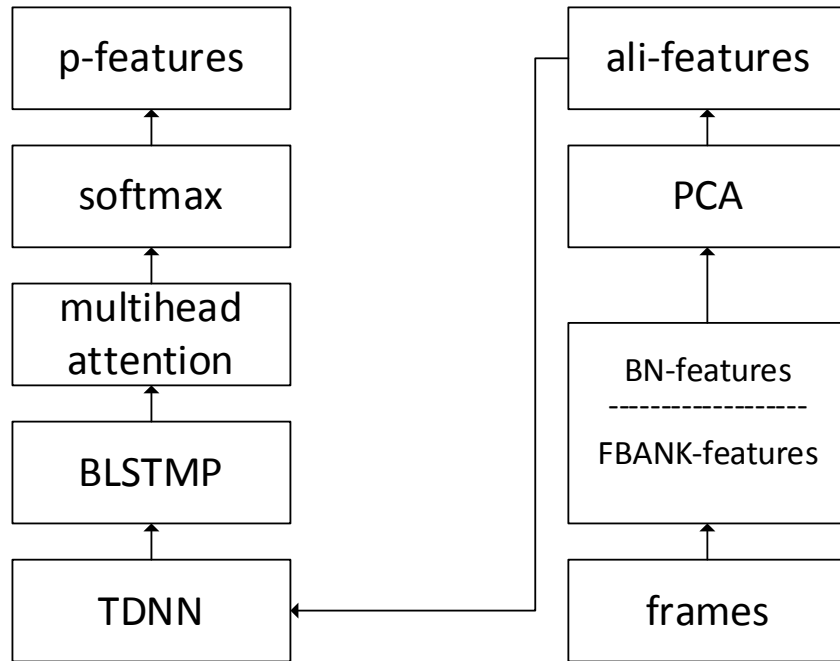 p-features
softmax
multihead
attention
BLSTMP
TDNN
ali-features
PCA
BN-features
-------------------
FBANK-features
frames